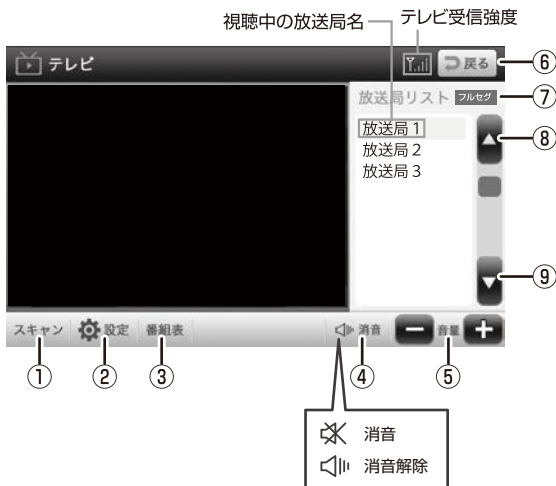 視聴中の放送局名
テレビ受信強度
テレビ
戻る
⑥
放送局リスト フルセグ
⑦
放送局 1
放送局 2
放送局 3
⑧
⑨
スキャン 設定 番組表 消音 音量
① ② ③ ④ ⑤
消音
消音解除